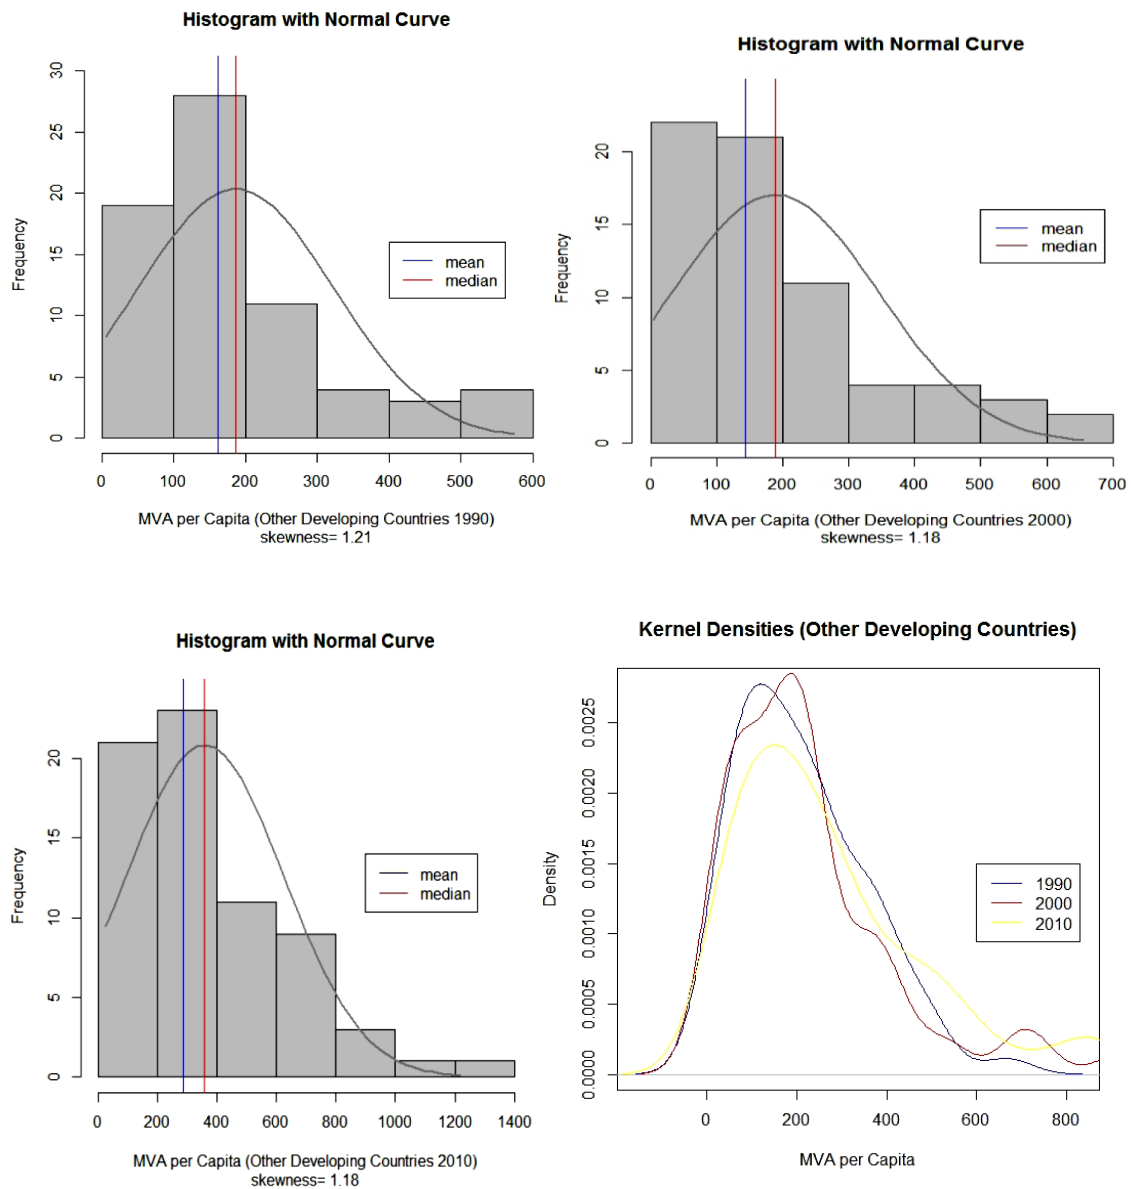 Histogram with Normal Curve
30
25
20
15
10
5
0
Frequency
mean
median
0 100 200 300 400 500 600
MVA per Capita (Other Developing Countries 1990)
skewness= 1.21
Histogram with Normal Curve
20
15
10
5
0
Frequency
mean
median
0 100 200 300 400 500 600 700
MVA per Capita (Other Developing Countries 2000)
skewness= 1.18
Histogram with Normal Curve
20
15
10
5
0
Frequency
mean
median
0 200 400 600 800 1000 1200 1400
MVA per Capita (Other Developing Countries 2010)
skewness= 1.18
Kernel Densities (Other Developing Countries)
0.0025
0.0020
0.0015
0.0010
0.0005
0.0000
Density
1990
2000
2010
0 200 400 600 800
MVA per Capita